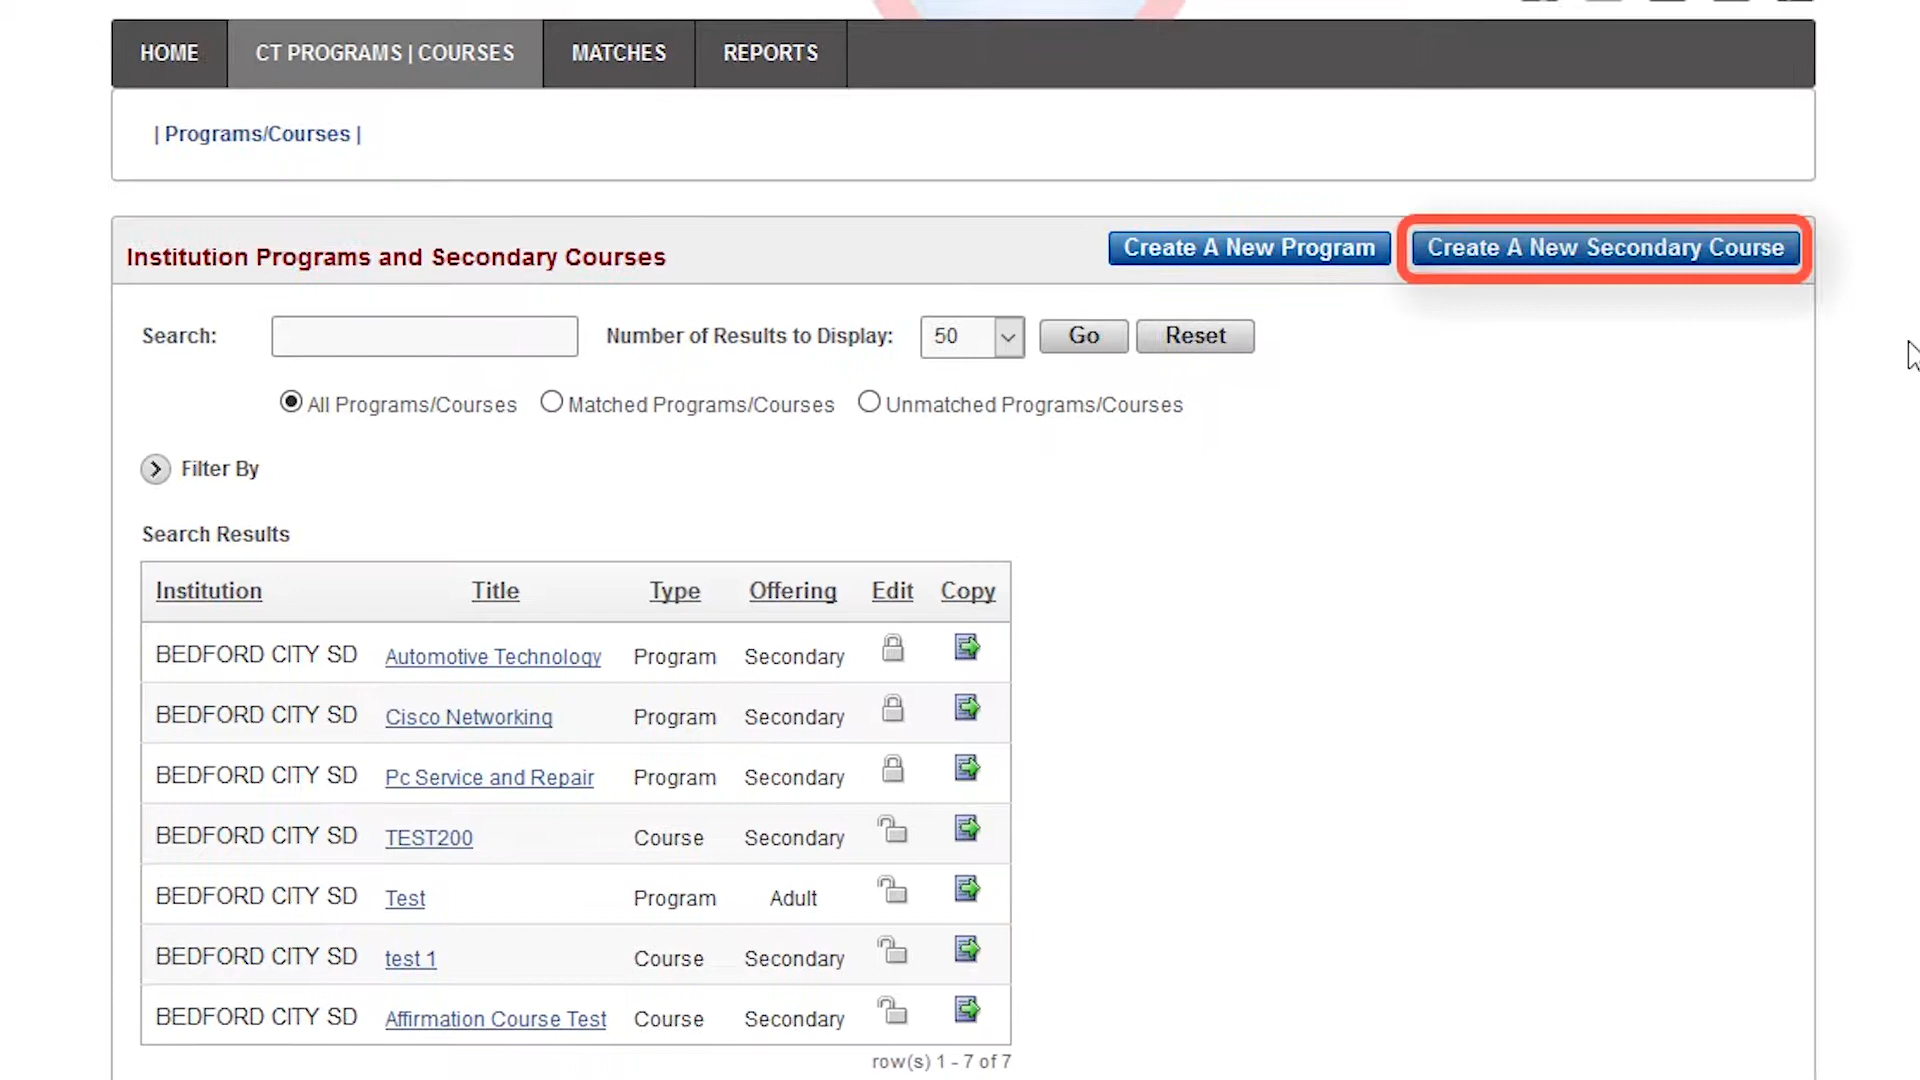 HOME CT PROGRAMS | COURSES MATCHES REPORTS
| Programs/Courses |
Institution Programs and Secondary Courses Create A New Program Create A New Secondary Course
Search: Number of Results to Display: 50 Go Reset
All Programs/Courses Matched Programs/Courses Unmatched Programs/Courses
Filter By
Search Results
Institution Title Type Offering Edit Copy
BEDFORD CITY SD Automotive Technology Program Secondary
BEDFORD CITY SD Cisco Networking Program Secondary
BEDFORD CITY SD Pc Service and Repair Program Secondary
BEDFORD CITY SD TEST200 Course Secondary
BEDFORD CITY SD Test Program Adult
BEDFORD CITY SD test 1 Course Secondary
BEDFORD CITY SD Affirmation Course Test Course Secondary
row(s) 1 - 7 of 7